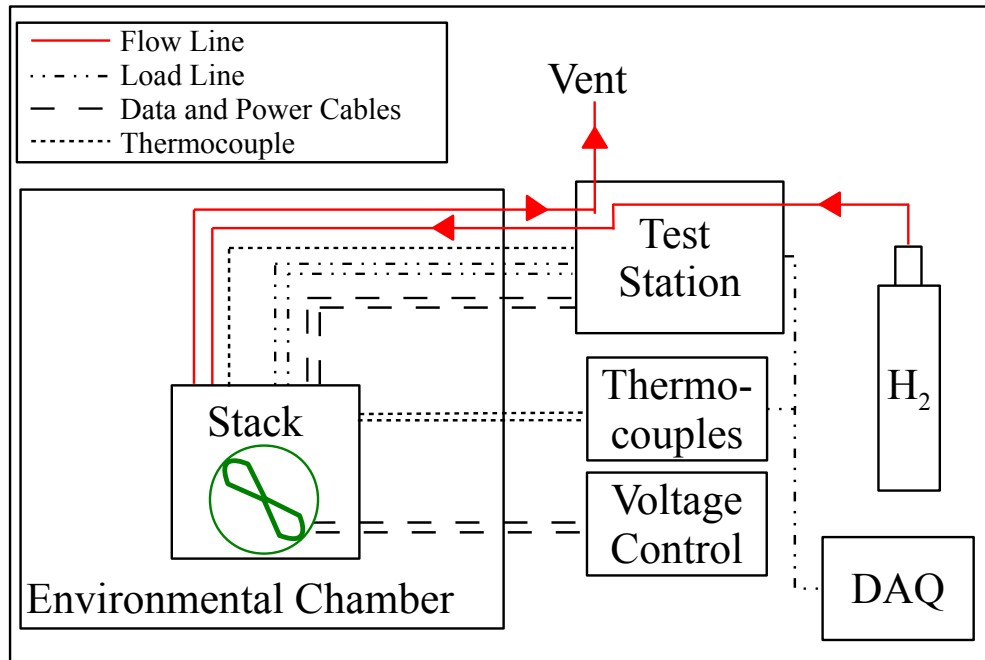 Flow Line
Load Line
Data and Power Cables
Thermocouple
Vent
Test
Station
H₂
Thermo-
couples
Stack
Voltage
Control
DAQ
Environmental Chamber